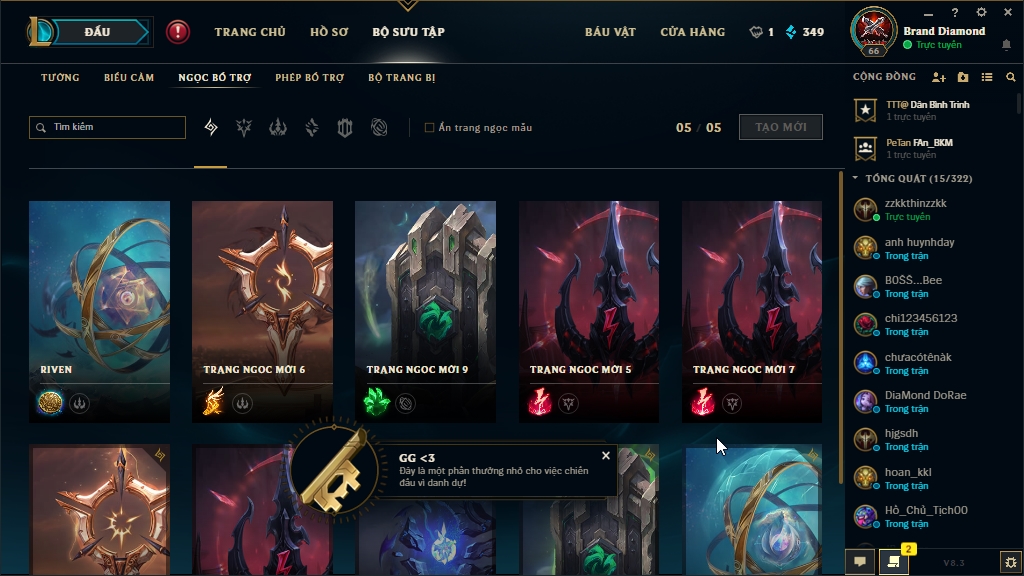 ĐẤU
TRANG CHỦ
HỒ SƠ
BỘ SƯU TẬP
BÁU VẬT
CỬA HÀNG
1
349
66
Brand Diamond
Trực tuyến
TƯỚNG
BIỂU CẢM
NGỌC BỔ TRỢ
PHÉP BỔ TRỢ
BỘ TRANG BỊ
Tìm kiếm
Ẩn trang ngọc mẫu
05 / 05
TẠO MỚI
CỘNG ĐỒNG
TTT@ Dân Bình Trinh
1 trực tuyến
PeTan FAn_BKM
1 trực tuyến
TỔNG QUÁT (15/322)
zzkkthinzzkk
Trực tuyến
anh huynhday
Trong trận
BOSS...Bee
Trong trận
chi123456123
Trong trận
chưacótênàk
Trong trận
DiaMond DoRae
Trong trận
hjgsdh
Trong trận
hoan_kkl
Trong trận
Hồ_Chủ_Tịch00
Trong trận
RIVEN
TRANG NGỌC MỚI 6
TRANG NGỌC MỚI 9
TRANG NGỌC MỚI 5
TRANG NGỌC MỚI 7
GG <3
Đây là một phần thưởng nhỏ cho việc chiến
đấu vì danh dự!
2
V8.3